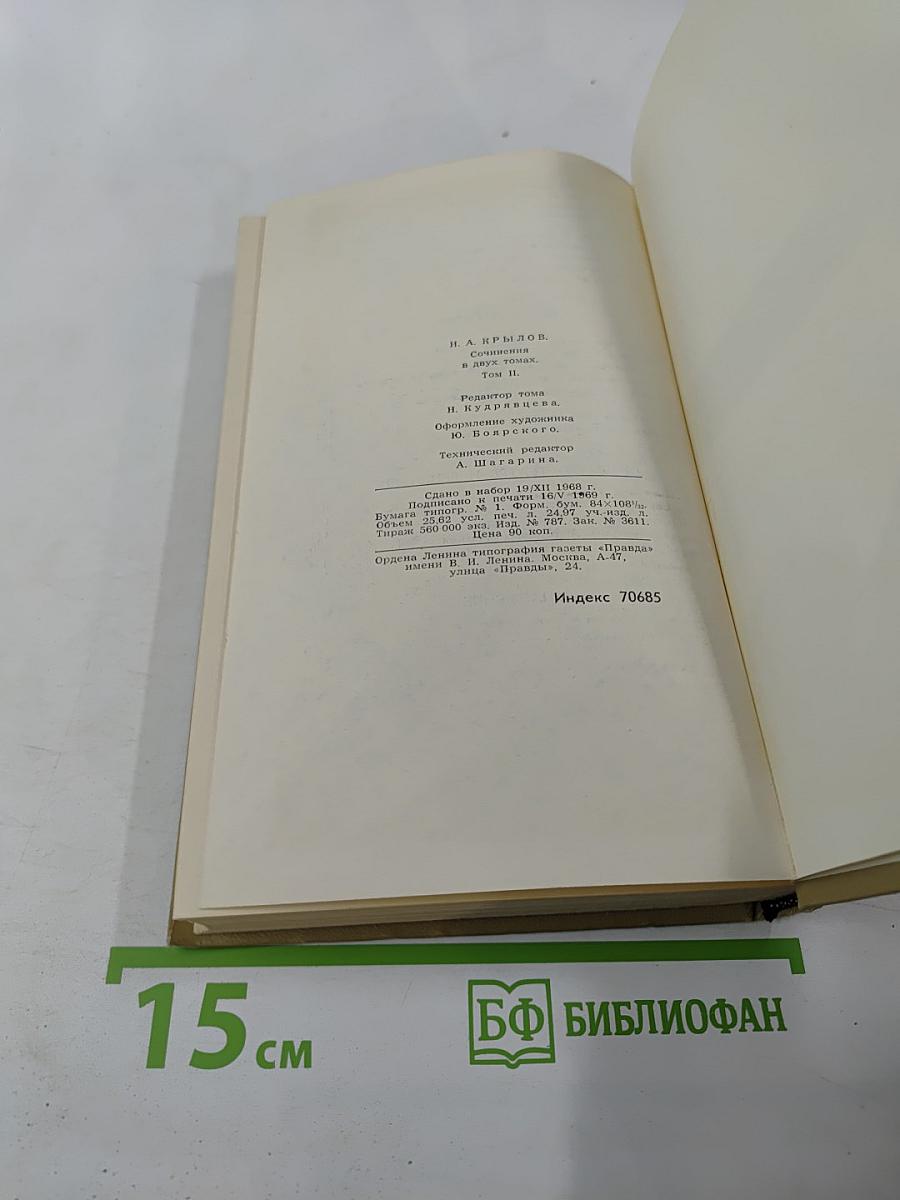 И. А. КРЫЛОВ.
Сочинения
в двух томах.
Том II.
Редактор тома
Н. Кудрявцева.
Оформление художника
Ю. Боярского.
Технический редактор
А. Шагарина.
Сдано в набор 19/XII 1968 г.
Подписано к печати 16/V 1969 г.
Бумага типогр. № 1. Форм. бум. 84×108¹/₃₂.
Объем 25,62 усл. печ. л. 24,97 уч.-изд. л.
Тираж 560 000 экз. Изд. № 787. Зак. № 3611.
Цена 90 коп.
Ордена Ленина типография газеты «Правда»
имени В. И. Ленина. Москва, А-47,
улица «Правды», 24.
Индекс 70685
15 см
БФ БИБЛИОФАН